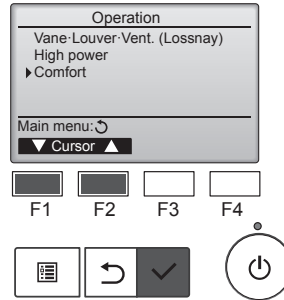 Operation
Vane·Louver·Vent. (Lossnay)
High power
Comfort
Main menu:
Cursor
F1 F2 F3 F4